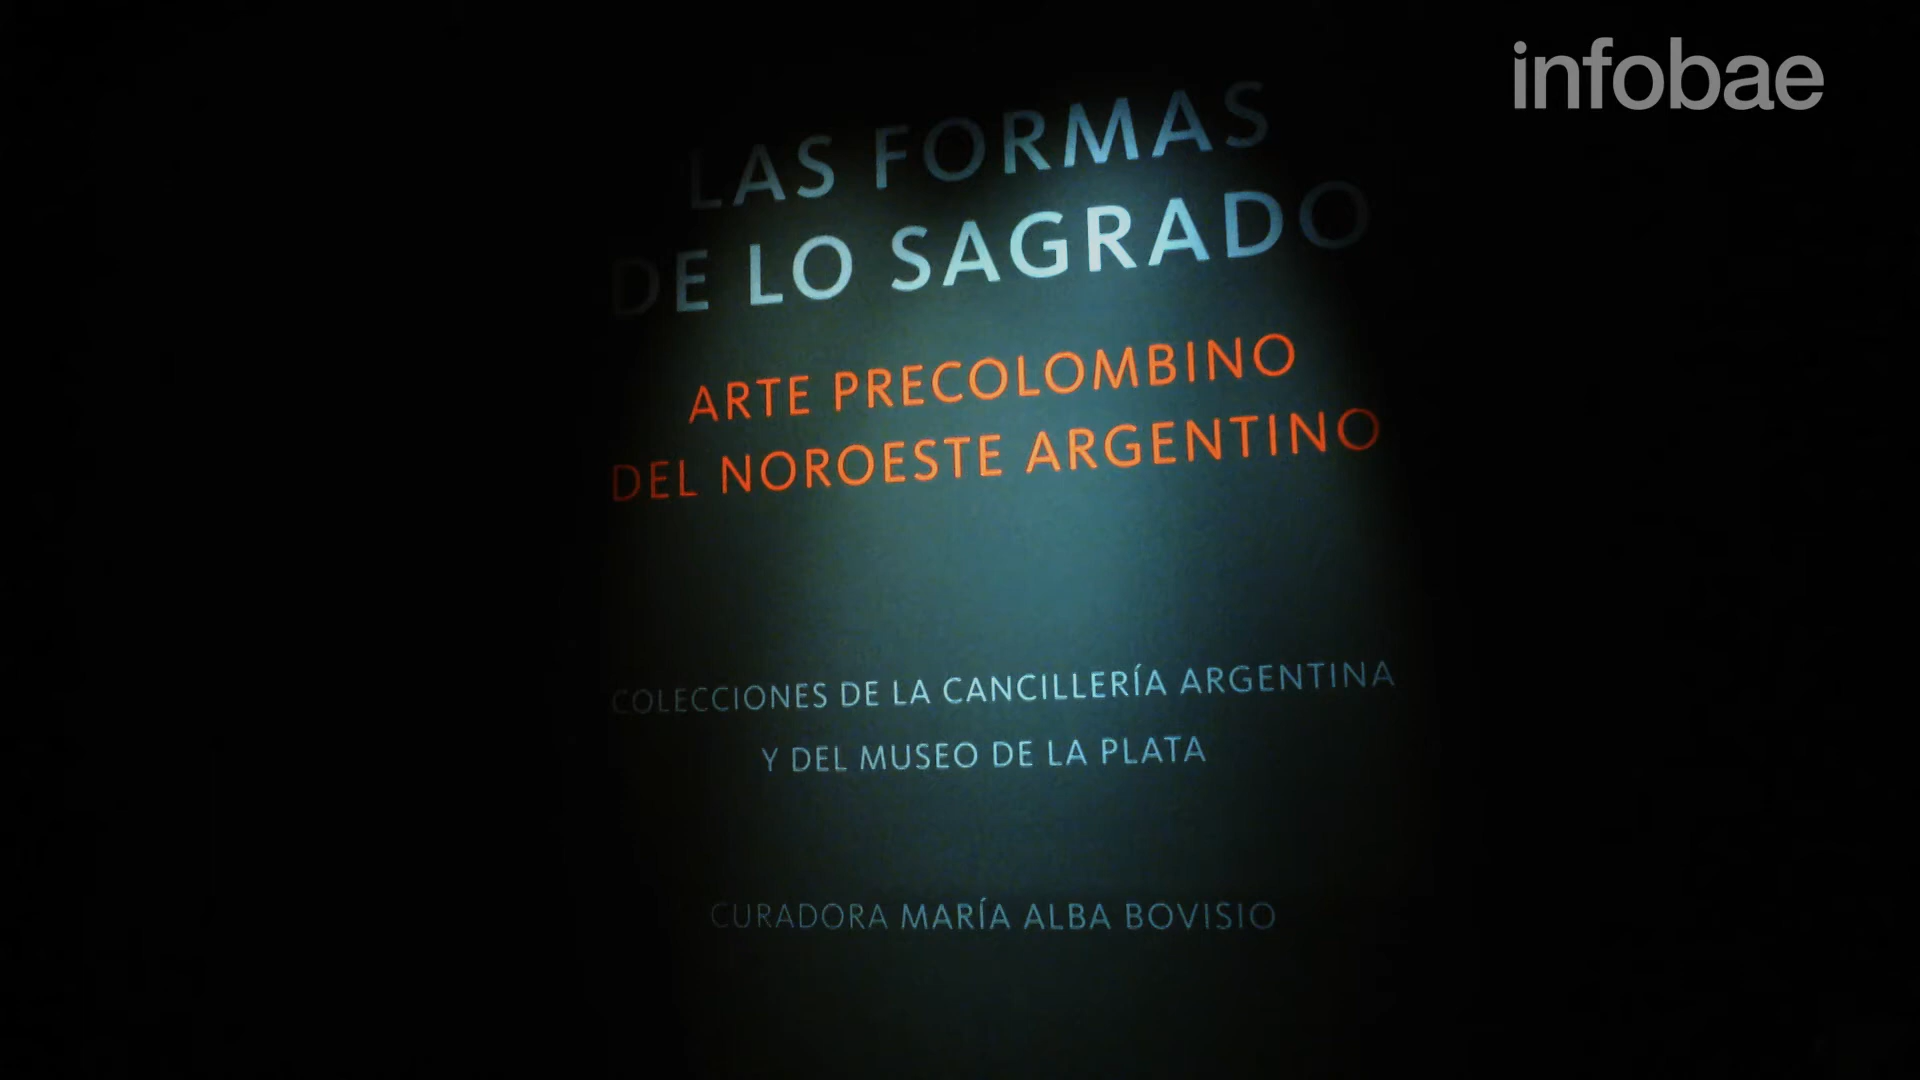 infobae
LAS FORMAS
DE LO SAGRADO
ARTE PRECOLOMBINO
DEL NOROESTE ARGENTINO
COLECCIONES DE LA CANCILLERÍA ARGENTINA
Y DEL MUSEO DE LA PLATA
CURADORA MARÍA ALBA BOVISIO